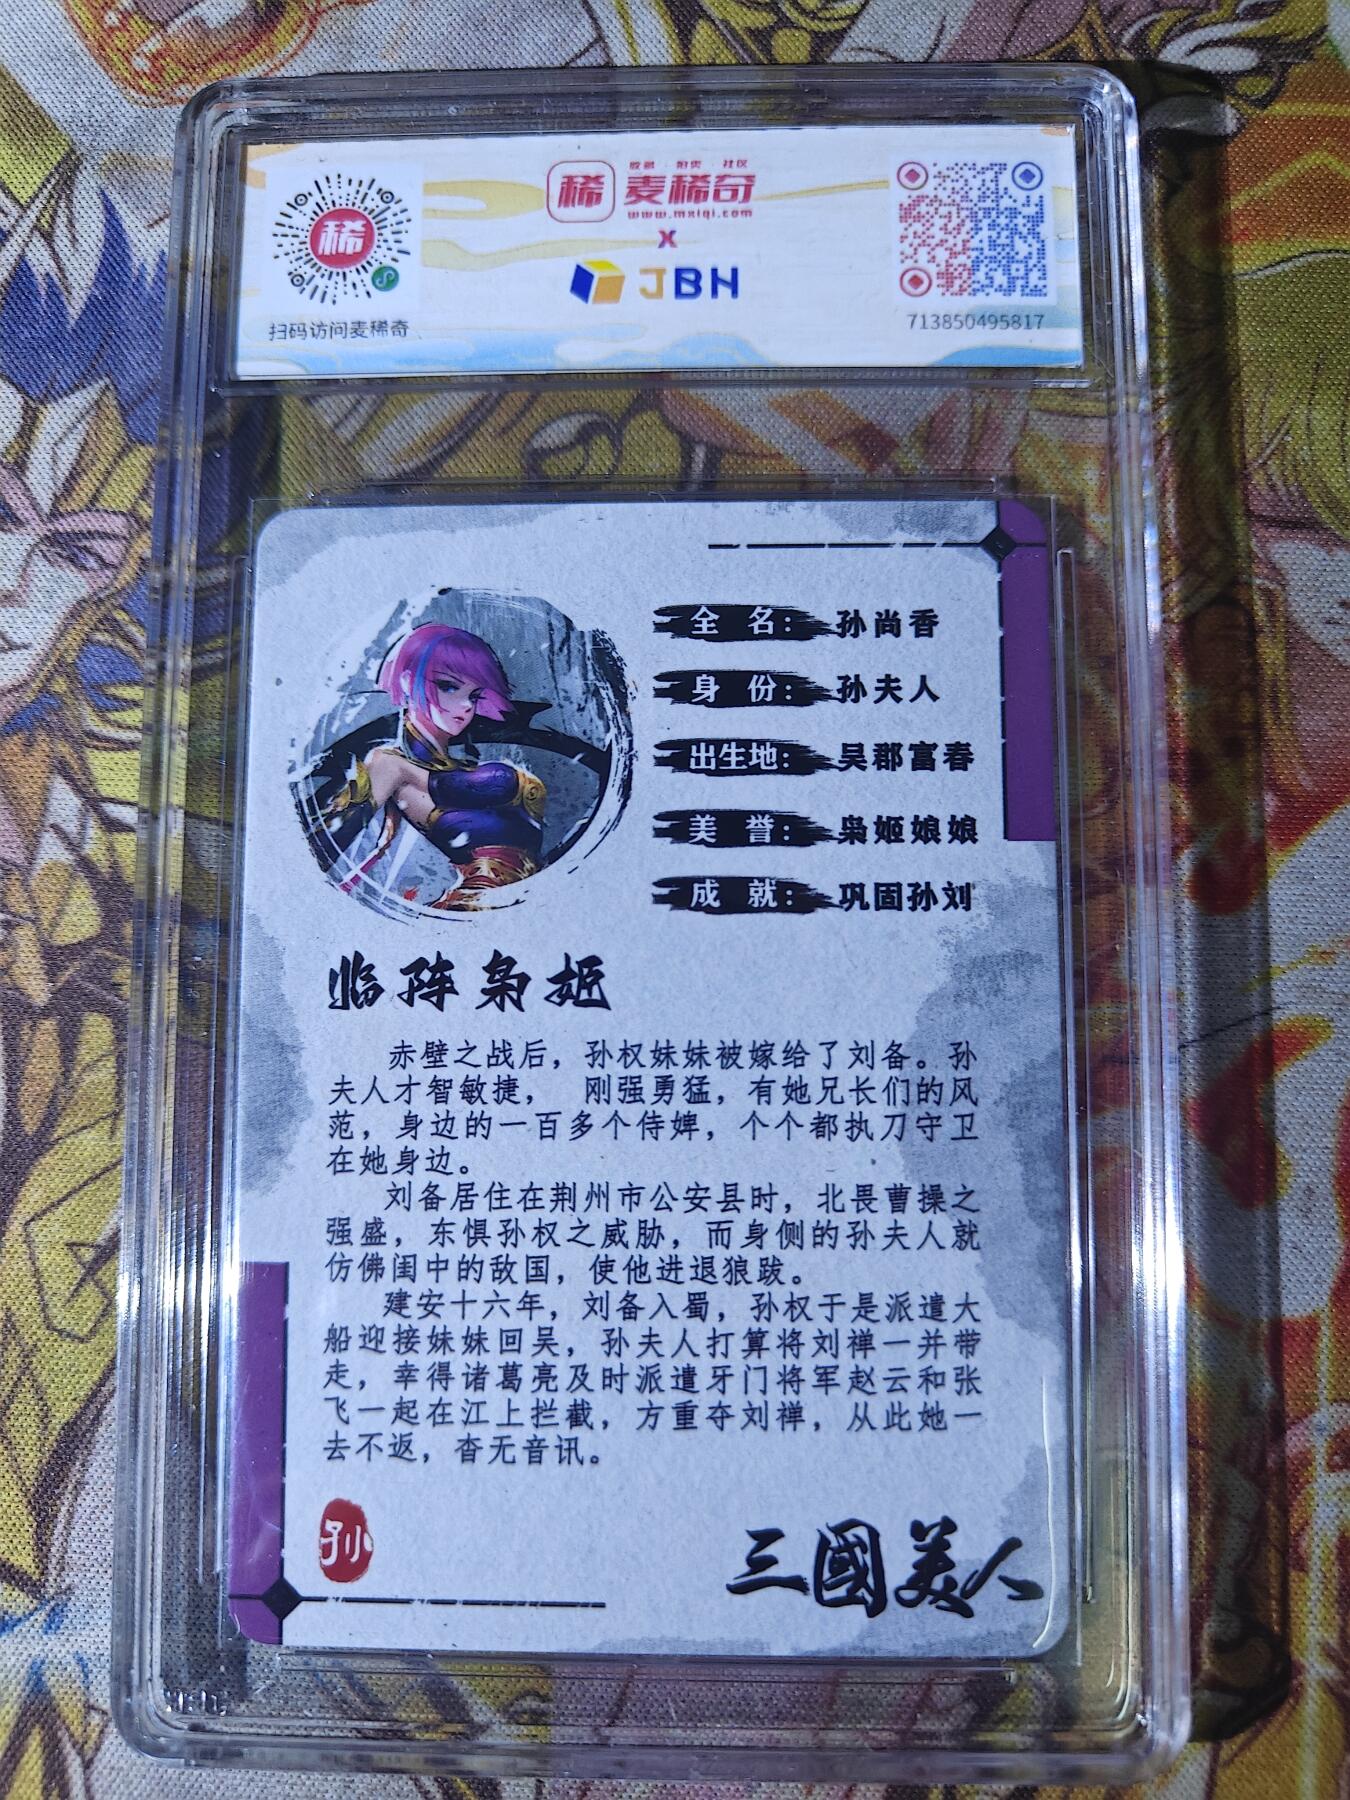 收藏 · 拍卖 · 社区
稀 麦稀奇
www.mxiqi.com
x
JBH
稀
扫码访问麦稀奇
713850495817
全名：孙尚香
身份：孙夫人
出生地：吴郡富春
美誉：枭姬娘娘
成就：巩固孙刘
临阵枭姬
赤壁之战后，孙权妹妹被嫁给了刘备。孙
夫人才智敏捷， 刚强勇猛，有她兄长们的风
范，身边的一百多个侍婢，个个都执刀守卫
在她身边。
刘备居住在荆州市公安县时，北畏曹操之
强盛，东惧孙权之威胁，而身侧的孙夫人就
仿佛闺中的敌国，使他进退狼跋。
建安十六年，刘备入蜀，孙权于是派遣大
船迎接妹妹回吴，孙夫人打算将刘禅一并带
走，幸得诸葛亮及时派遣牙门将军赵云和张
飞一起在江上拦截，方重夺刘禅，从此她一
去不返，杳无音讯。
孙
三國美人